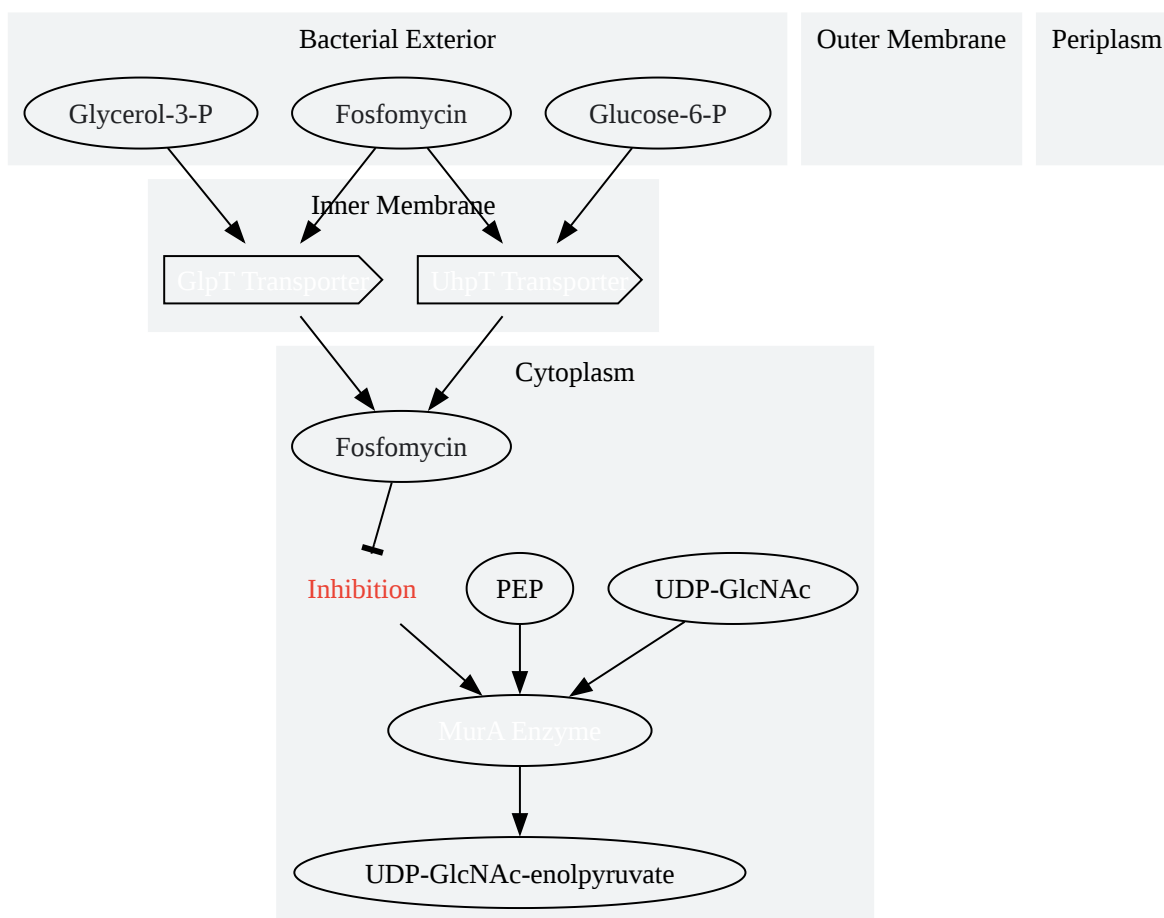 Bacterial Exterior
Outer Membrane
Periplasm
Glycerol-3-P
Fosfomycin
Glucose-6-P
Inner Membrane
GlpT Transporter
UhpT Transporter
Cytoplasm
Fosfomycin
Inhibition
PEP
UDP-GlcNAc
MurA Enzyme
UDP-GlcNAc-enolpyruvate